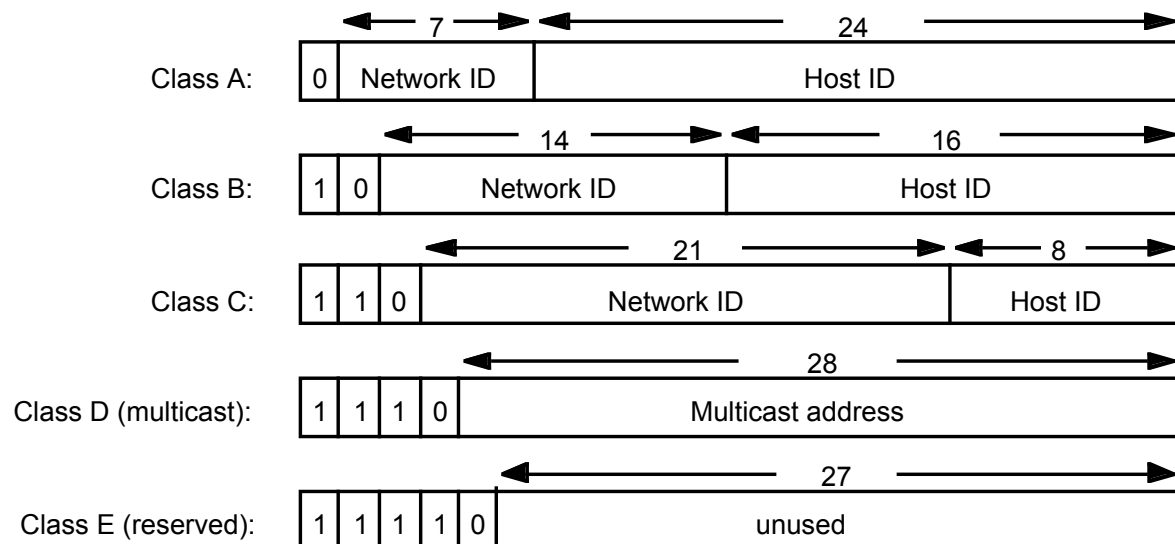 7 24
Class A: 0 Network ID Host ID
14 16
Class B: 1 0 Network ID Host ID
21 8
Class C: 1 1 0 Network ID Host ID
28
Class D (multicast): 1 1 1 0 Multicast address
27
Class E (reserved): 1 1 1 1 0 unused